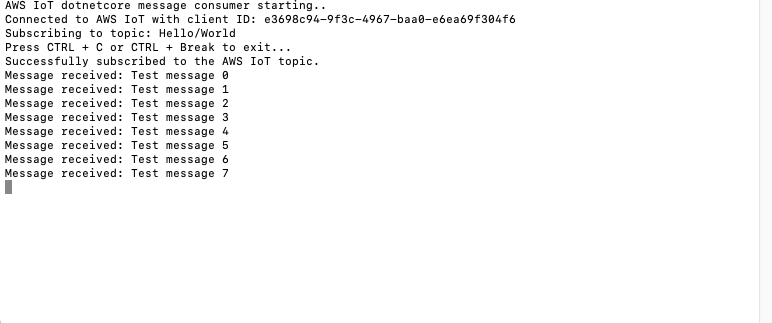 AWS IoT dotnetcore message consumer starting..
Connected to AWS IoT with client ID: e3698c94-9f3c-4967-baa0-e6ea69f304f6
Subscribing to topic: Hello/World
Press CTRL + C or CTRL + Break to exit...
Successfully subscribed to the AWS IoT topic.
Message received: Test message 0
Message received: Test message 1
Message received: Test message 2
Message received: Test message 3
Message received: Test message 4
Message received: Test message 5
Message received: Test message 6
Message received: Test message 7